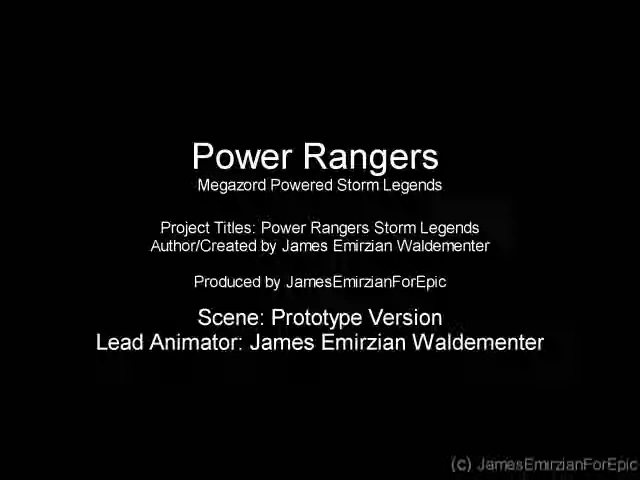 Power Rangers
Megazord Powered Storm Legends
Project Titles: Power Rangers Storm Legends
Author/Created by James Emirzian Waldementer
Produced by JamesEmirzianForEpic
Scene: Prototype Version
Lead Animator: James Emirzian Waldementer
(c) JamesEmirzianForEpic